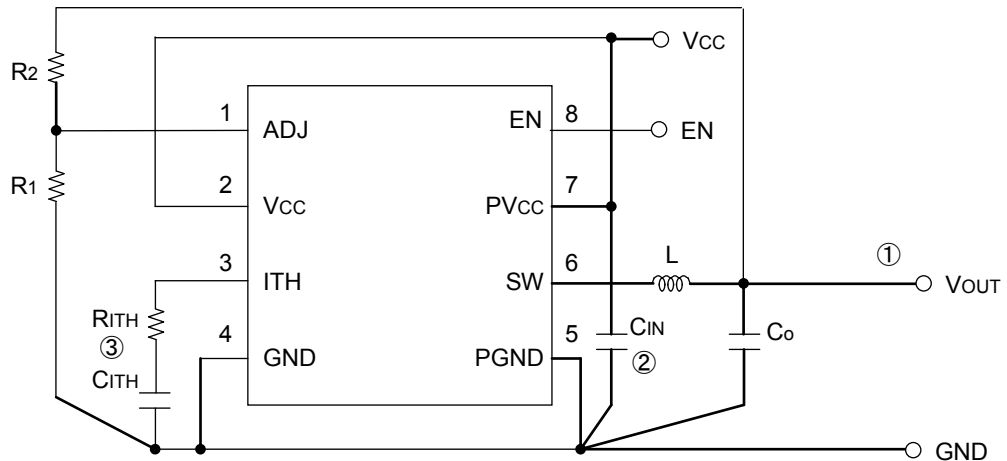 VCC
R2
1
ADJ
EN
8
EN
R1
2
VCC
PVCC
7
3
ITH
SW
6
L
①
VOUT
RITH
③
CITH
4
GND
PGND
5
CIN
②
Co
GND